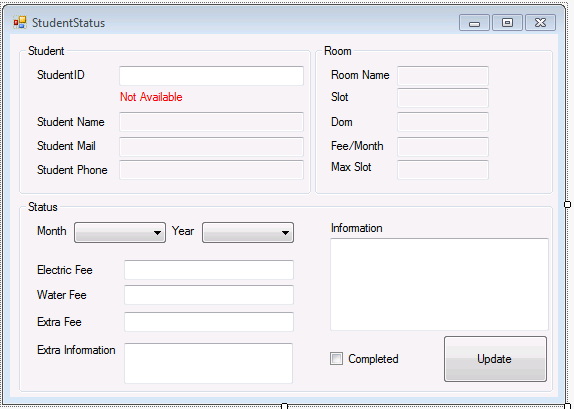 StudentStatus
Student
StudentID
Not Available
Student Name
Student Mail
Student Phone
Room
Room Name
Slot
Dom
Fee/Month
Max Slot
Status
Month
Year
Electric Fee
Water Fee
Extra Fee
Extra Information
Information
Completed
Update